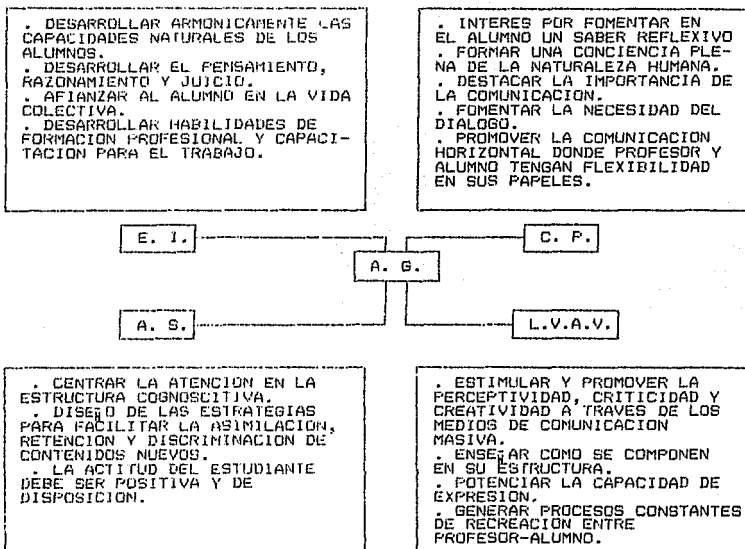 . DESARROLLAR ARMONICAMENTE LAS
CAPACIDADES NATURALES DE LOS
ALUMNOS.
. DESARROLLAR EL PENSAMIENTO,
RAZONAMIENTO Y JUICIO.
. AFIANZAR AL ALUMNO EN LA VIDA
COLECTIVA.
. DESARROLLAR HABILIDADES DE
FORMACION PROFESIONAL Y CAPACI-
TACION PARA EL TRABAJO.
. INTERES POR FOMENTAR EN
EL ALUMNO UN SABER REFLEXIVO
. FORMAR UNA CONCIENCIA PLE-
NA DE LA NATURALEZA HUMANA.
. DESTACAR LA IMPORTANCIA DE
LA COMUNICACION.
. FOMENTAR LA NECESIDAD DEL
DIALOGO.
. PROMOVER LA COMUNICACION
HORIZONTAL DONDE PROFESOR Y
ALUMNO TENGAN FLEXIBILIDAD
EN SUS PAPELES.
E. I.
C. P.
A. G.
A. S.
L.V.A.V.
. CENTRAR LA ATENCION EN LA
ESTRUCTURA COGNOSCITIVA.
. DISEÑO DE LAS ESTRATEGIAS
PARA FACILITAR LA ASIMILACION,
RETENCION Y DISCRIMINACION DE
CONTENIDOS NUEVOS.
. LA ACTITUD DEL ESTUDIANTE
DEBE SER POSITIVA Y DE
DISPOSICION.
. ESTIMULAR Y PROMOVER LA
PERCEPTIVIDAD, CRITICIDAD Y
CREATIVIDAD A TRAVES DE LOS
MEDIOS DE COMUNICACION
MASIVA.
. ENSEÑAR COMO SE COMPONEN
EN SU ESTRUCTURA.
. POTENCIAR LA CAPACIDAD DE
EXPRESION.
. GENERAR PROCESOS CONSTANTES
DE RECREACION ENTRE
PROFESOR-ALUMNO.